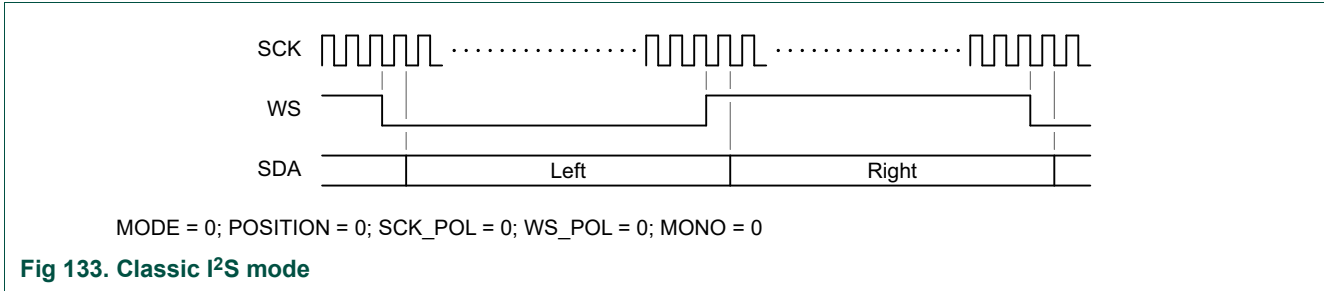 SCK
WS
SDA
Left
Right
MODE = 0; POSITION = 0; SCK_POL = 0; WS_POL = 0; MONO = 0
Fig 133. Classic I²S mode